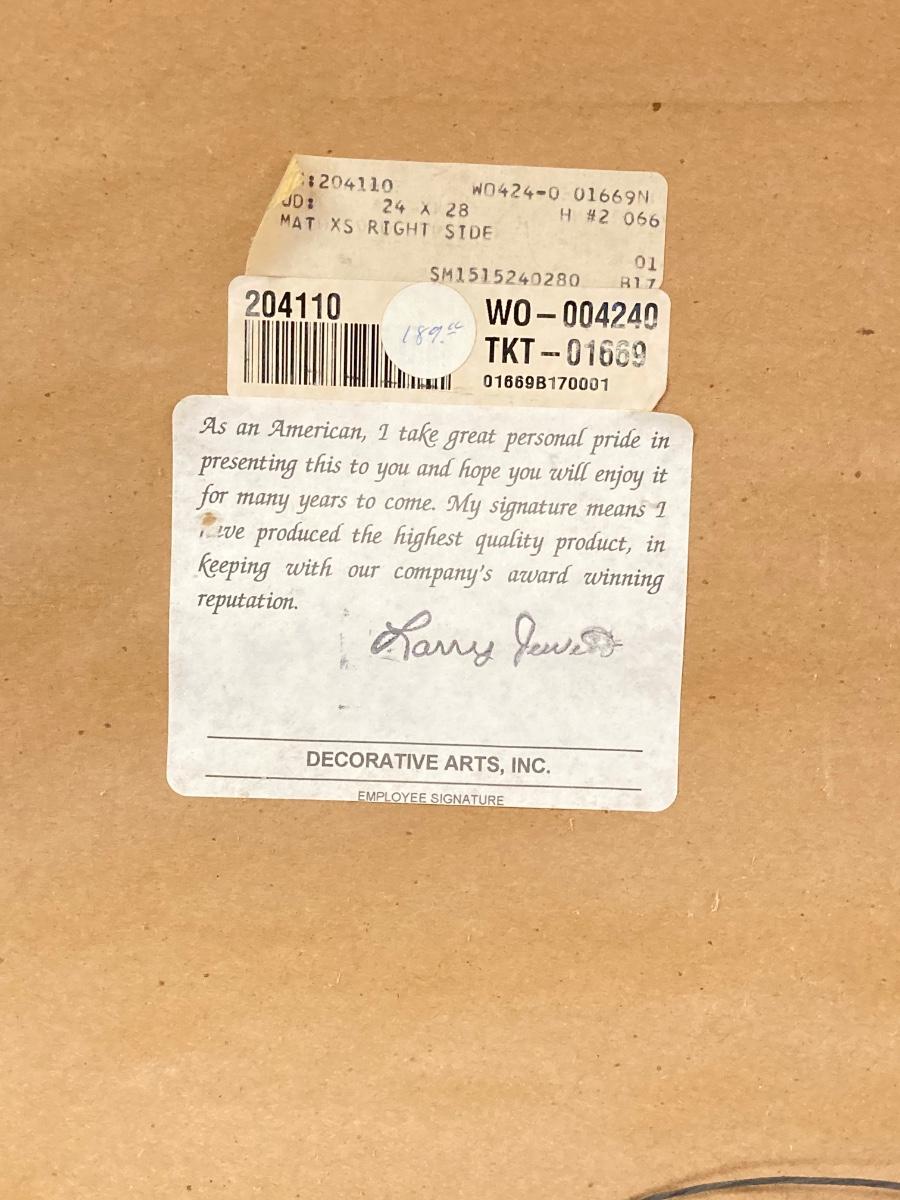 :204110 WO424-0 01669N
OD: 24 X 28 H #2 066
MAT XS RIGHT SIDE
01
SM1515240280 B17
204110 WO-004240
189.00
TKT-01669
01669B170001
As an American, I take great personal pride in
presenting this to you and hope you will enjoy it
for many years to come. My signature means I
have produced the highest quality product, in
keeping with our company's award winning
reputation.
Larry Jewett
DECORATIVE ARTS, INC.
EMPLOYEE SIGNATURE